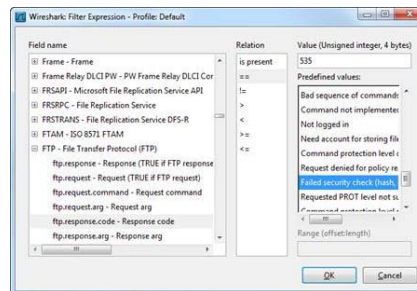 Wireshark: Filter Expression - Profile: Default
Field name
Frame - Frame
Frame Relay DLCI PW - PW Frame Relay DLCI Cor
FRSAPI - Microsoft File Replication Service API
FRSRPC - File Replication Service
FRSTRANS - File Replication Service DFS-R
FTAM - ISO 8571 FTAM
FTP - File Transfer Protocol (FTP)
ftp.response - Response (TRUE if FTP response
ftp.request - Request (TRUE if FTP request)
ftp.request.command - Request command
ftp.request.arg - Request arg
ftp.response.code - Response code
ftp.response.arg - Response arg
Relation
is present
==
!=
>
<
>=
<=
Value (Unsigned integer, 4 bytes)
535
Predefined values:
Bad sequence of command
Command not implemente
Not logged in
Need account for storing file
Command protection level d
Request denied for policy re
Failed security check (hash,
Requested PROT level not su
Command protection level
Range (offset:length)
OK
Cancel